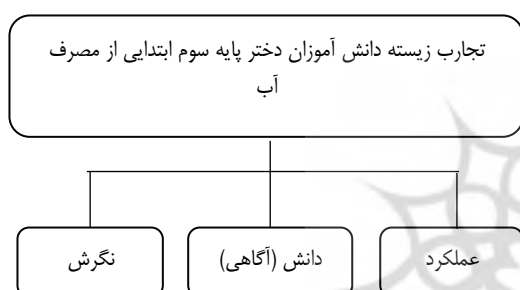 تجارب زیسته دانش آموزان دختر پایه سوم ابتدایی از مصرف
آب
عملکرد
دانش (آگاهی)
نگرش